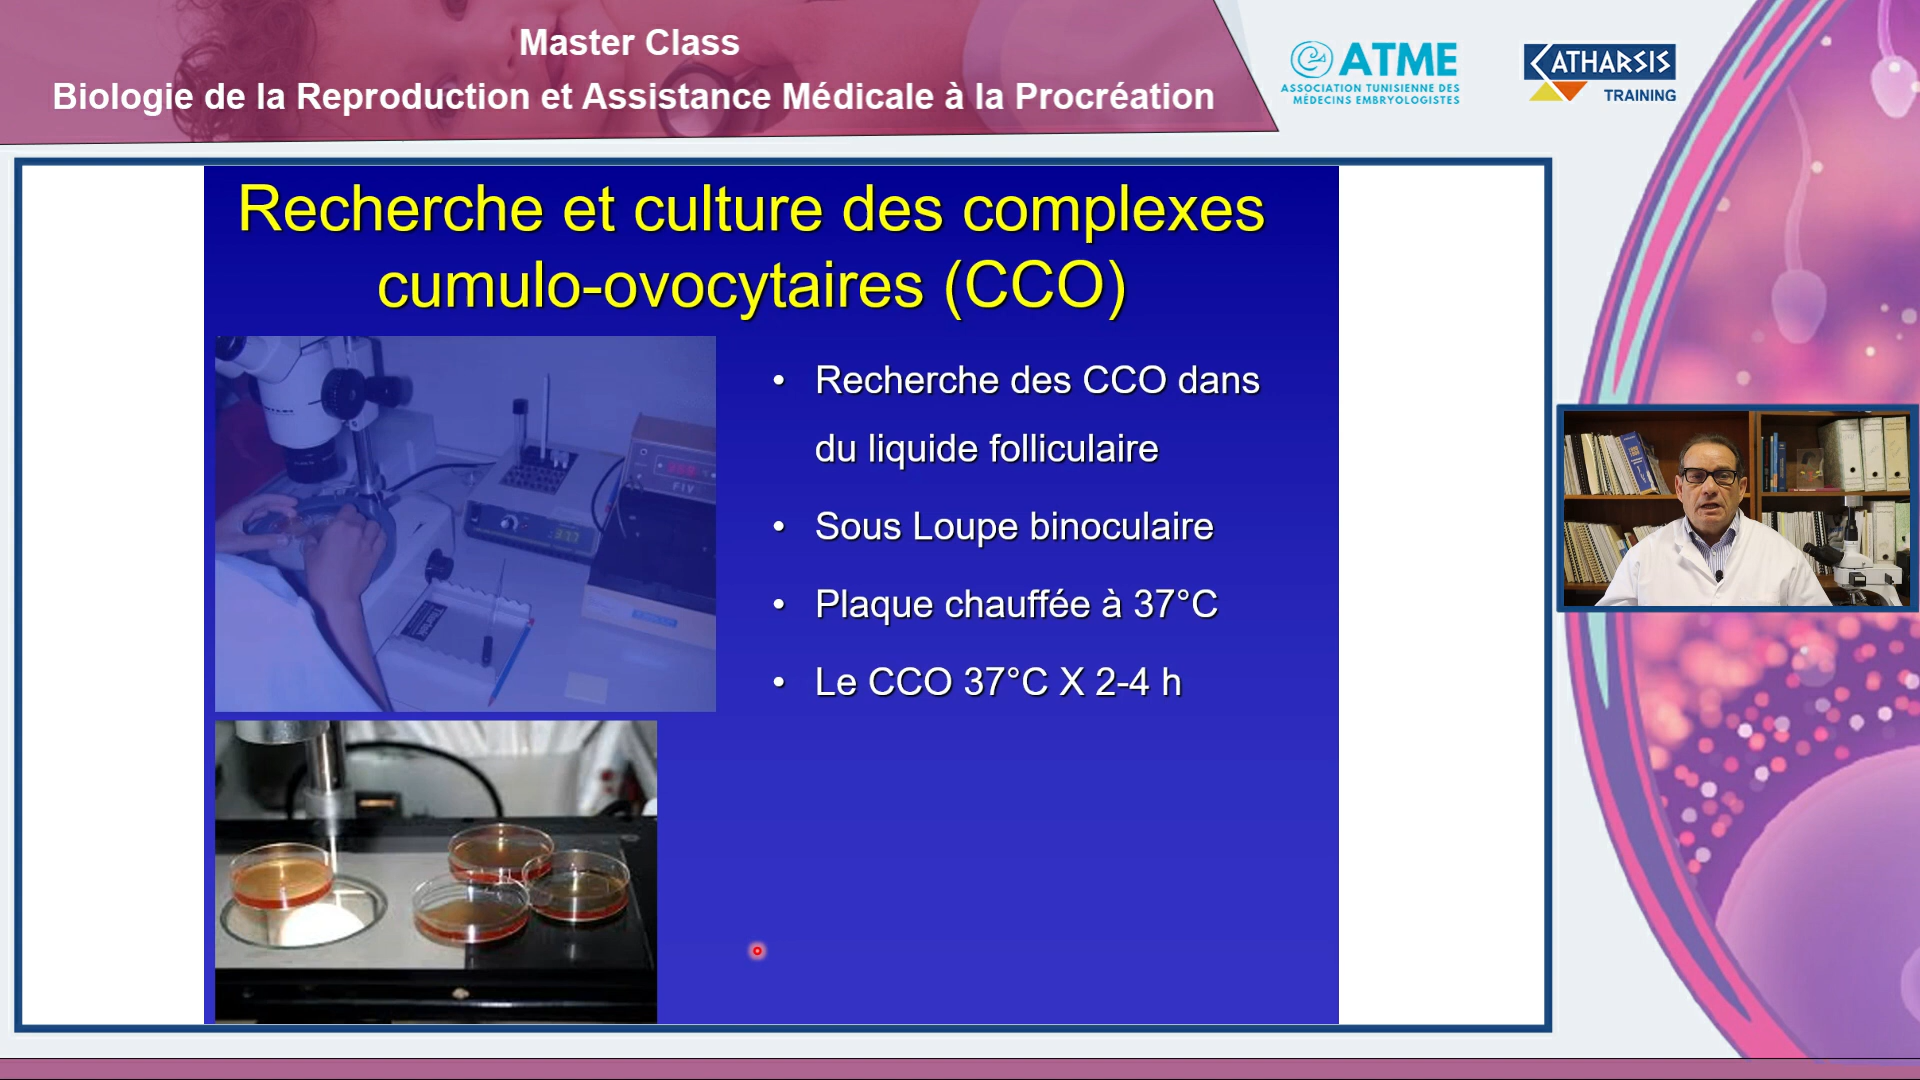 Master Class
Biologie de la Reproduction et Assistance Médicale à la Procréation
ATME
ASSOCIATION TUNISIENNE DES
MÉDECINS EMBRYOLOGISTES
CATHARSIS
TRAINING
Recherche et culture des complexes
cumulo-ovocytaires (CCO)
• Recherche des CCO dans
du liquide folliculaire
• Sous Loupe binoculaire
• Plaque chauffée à 37°C
• Le CCO 37°C X 2-4 h
FIV